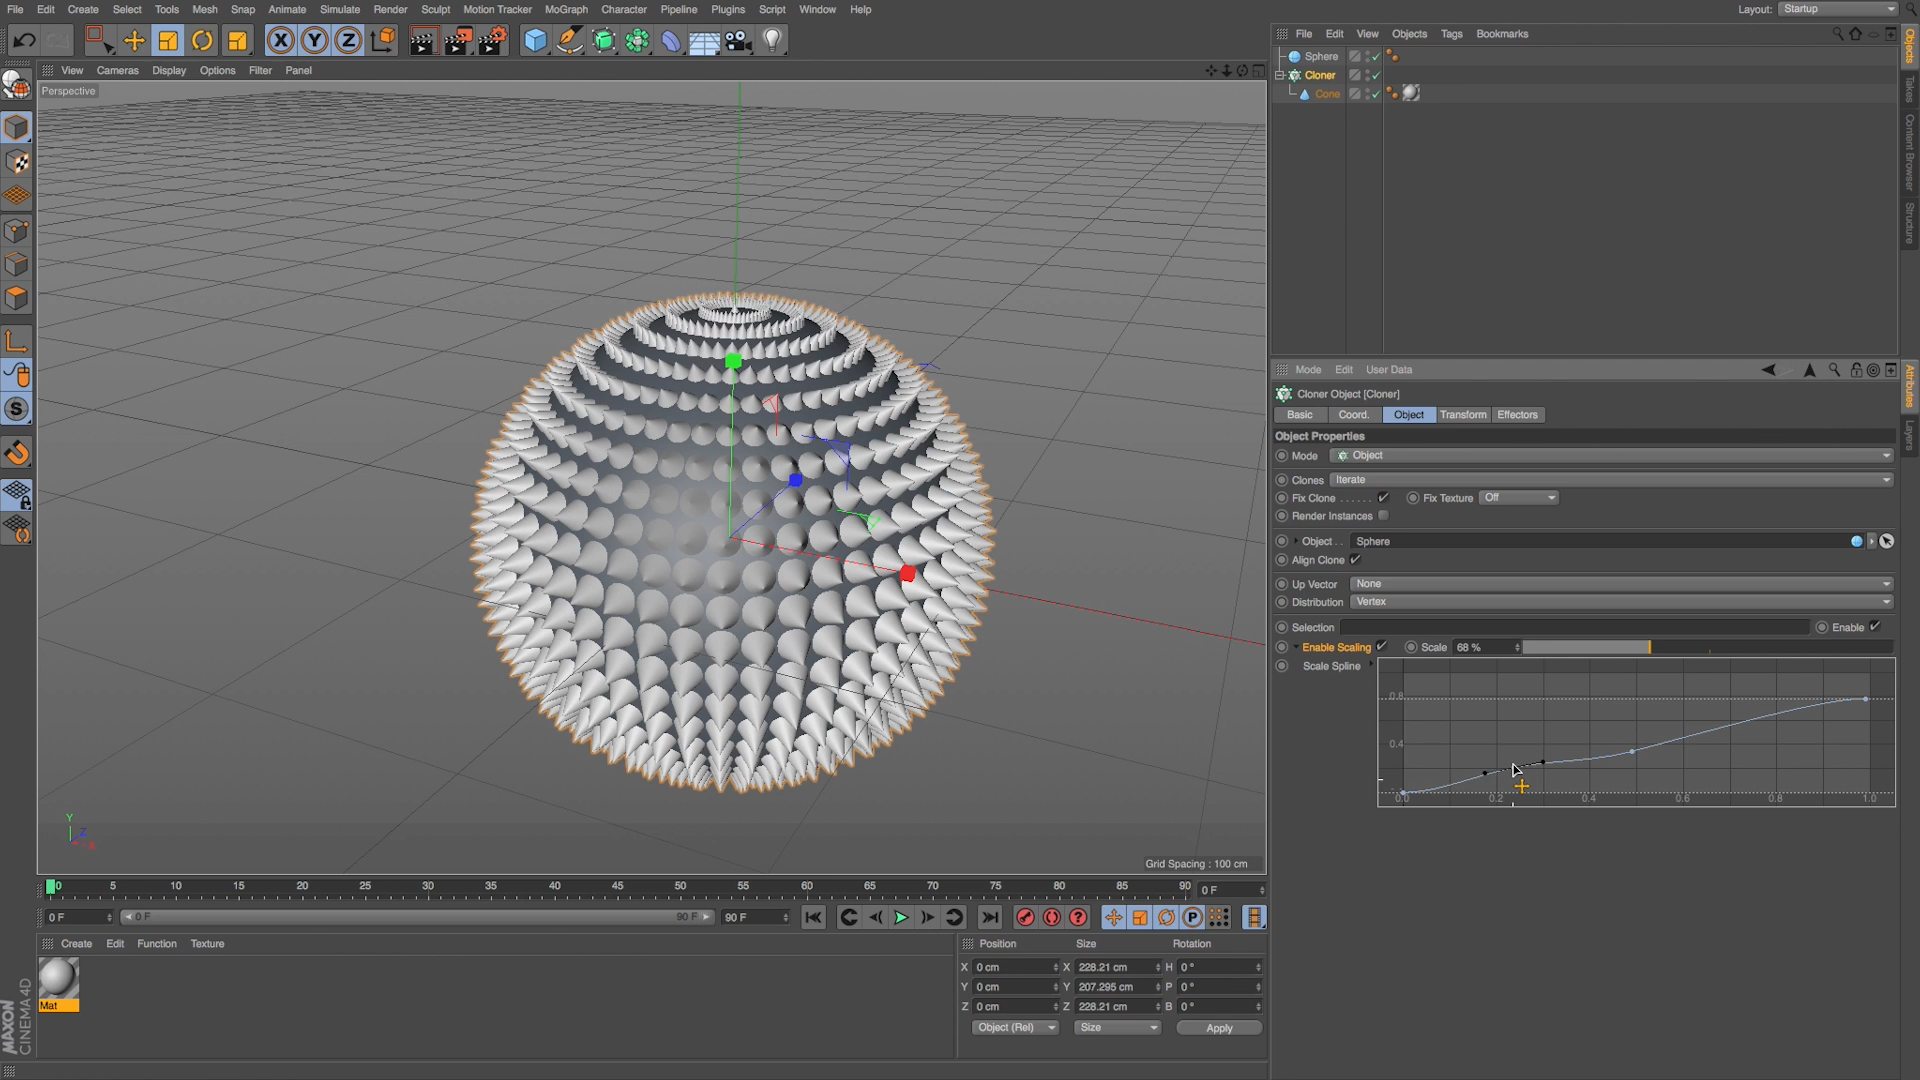 File Edit Create Select Tools Mesh Snap Animate Simulate Render Sculpt Motion Tracker MoGraph Character Pipeline Plugins Script Window Help
Layout: Startup
View Cameras Display Options Filter Panel
Perspective
X Y Z
S
Y
Z
X
Grid Spacing : 100 cm
File Edit View Objects Tags Bookmarks
Sphere
Cloner
Cone
Objects
Takes
Content Browser
Structure
Mode Edit User Data
Cloner Object [Cloner]
Basic Coord. Object Transform Effectors
Object Properties
Mode Object
Clones Iterate
Fix Clone . . . . . . Fix Texture Off
Render Instances
Object . . Sphere
Align Clone
Up Vector None
Distribution Vertex
Selection Enable
Enable Scaling Scale 68 %
Scale Spline
0.8
0.4
0.0 0.2 0.4 0.6 0.8 1.0
Attributes
Layers
0 5 10 15 20 25 30 35 40 45 50 55 60 65 70 75 80 85 90 0 F
0 F 0 F 90 F 90 F
P
Create Edit Function Texture
Mat
MAXON
CINEMA 4D
Position Size Rotation
X 0 cm X 228.21 cm H 0 °
Y 0 cm Y 207.295 cm P 0 °
Z 0 cm Z 228.21 cm B 0 °
Object (Rel) Size Apply